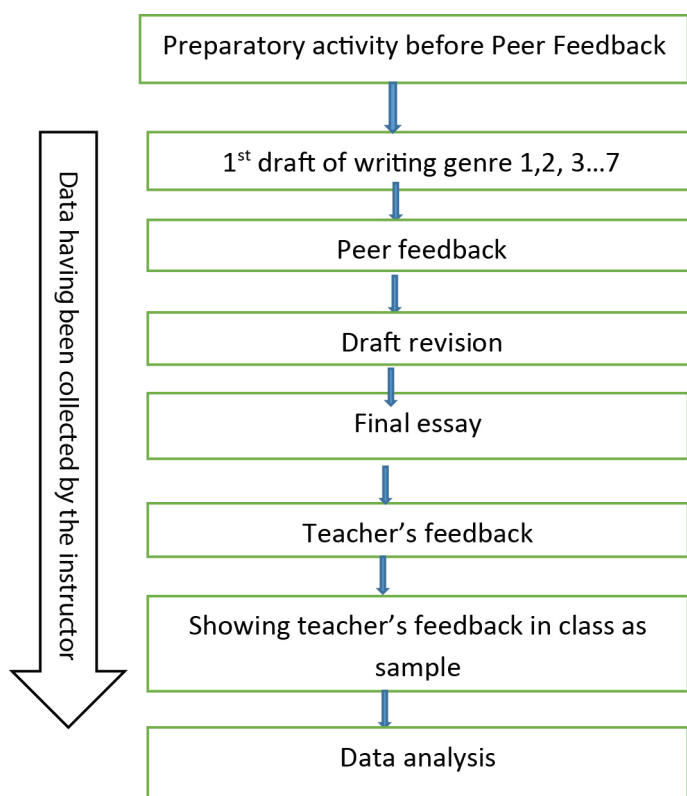 Preparatory activity before Peer Feedback
1st draft of writing genre 1,2, 3...7
Peer feedback
Draft revision
Final essay
Teacher’s feedback
Showing teacher’s feedback in class as
sample
Data analysis
Data having been collected by the instructor